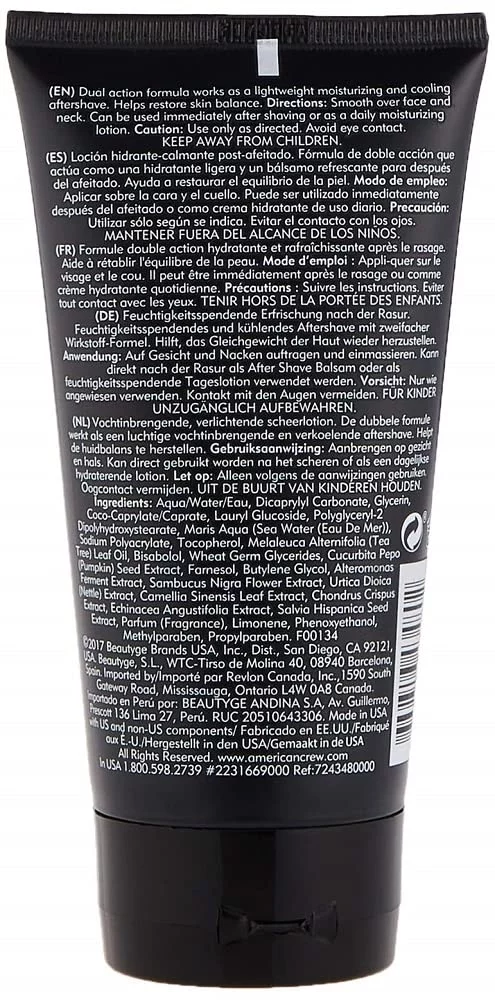 (EN) Dual action formula works as a lightweight moisturizing and cooling
aftershave. Helps restore skin balance. Directions: Smooth over face and
neck. Can be used immediately after shaving or as a daily moisturizing
lotion. Caution: Use only as directed. Avoid eye contact.
KEEP AWAY FROM CHILDREN.
(ES) Loción hidrante-calmante post-afeitado. Fórmula de doble acción que
actúa como una hidratante ligera y un bálsamo refrescante para después
del afeitado. Ayuda a restaurar el equilibrio de la piel. Modo de empleo:
Aplicar sobre la cara y el cuello. Puede ser utilizado inmediatamente
después del afeitado o como crema hidratante de uso diario. Precaución:
Utilizar sólo según se indica. Evitar el contacto con los ojos.
MANTENER FUERA DEL ALCANCE DE LOS NIÑOS.
(FR) Formule double action hydratante et rafraîchissante après le rasage.
Aide à rétablir l'équilibre de la peau. Mode d'emploi : Appli-quer sur le
visage et le cou. Il peut être immédiatement après le rasage ou comme
crème hydratante quotidienne. Précautions : Suivre les instructions. Eviter
tout contact avec les yeux. TENIR HORS DE LA PORTÉE DES ENFANTS.
(DE) Feuchtigkeitsspendendes Erfrischung nach der Rasur.
Feuchtigkeitsspendendes und kühlendes Aftershave mit zweifacher
Wirkstoff-Formel. Hilft, das Gleichgewicht der Haut wieder herzustellen.
Anwendung: Auf Gesicht und Nacken auftragen und einmassieren. Kann
direkt nach der Rasur als After Shave Balsam oder als
feuchtigkeitsspendende Tageslotion verwendet werden. Vorsicht: Nur wie
angewiesen verwenden. Kontakt mit den Augen vermeiden. FÜR KINDER
UNZUGÄNGLICH AUFBEWAHREN.
(NL) Vochtinbrengende, verlichtende scheerlotion. De dubbele formule
werkt als een luchtige vochtinbrengende en verkoelende aftershave. Helpt
de huidbalans te herstellen. Gebruiksaanwijzing: Aanbrengen op gezicht
en hals. Kan direct gebruikt worden na het scheren of als een dagelijkse
hydraterende lotion. Let op: Alleen volgens de aanwijzingen gebruiken.
Oogcontact vermijden. UIT DE BUURT VAN KINDEREN HOUDEN.
Ingredients: Aqua/Water/Eau, Dicaprylyl Carbonate, Glycerin,
Coco-Caprylate/Caprate, Lauryl Glucoside, Polyglyceryl-2
Dipolyhydroxystearate, Maris Aqua (Sea Water (Eau De Mer)),
Sodium Polyacrylate, Tocopherol, Melaleuca Alternifolia (Tea
Tree) Leaf Oil, Bisabolol, Wheat Germ Glycerides, Cucurbita Pepo
(Pumpkin) Seed Extract, Farnesol, Butylene Glycol, Alteromonas
Ferment Extract, Sambucus Nigra Flower Extract, Urtica Dioica
(Nettle) Extract, Camellia Sinensis Leaf Extract, Chondrus Crispus
Extract, Echinacea Angustifolia Extract, Salvia Hispanica Seed
Extract, Parfum (Fragrance), Limonene, Phenoxyethanol,
Methylparaben, Propylparaben. F00134
©2017 Beautyge Brands USA, Inc., Dist., San Diego, CA 92121,
USA. Beautyge, S.L., WTC-Tirso de Molina 40, 08940 Barcelona,
Spain. Imported by/Importé par Revlon Canada, Inc.,1590 South
Gateway Road, Mississauga, Ontario L4W 0A8 Canada.
Importado en Perú por: BEAUTYGE ANDINA S.A, Av. Guillermo,
Prescott 136 Lima 27, Perú. RUC 20510643306. Made in USA
with US and non-US components/ Fabricado en EE.UU./Fabriqué
aux É.-U./Hergestellt in den USA/Gemaakt in de USA
www.americancrew.com
In USA 1.800.598.2739 #2231669000 Ref:7243480000